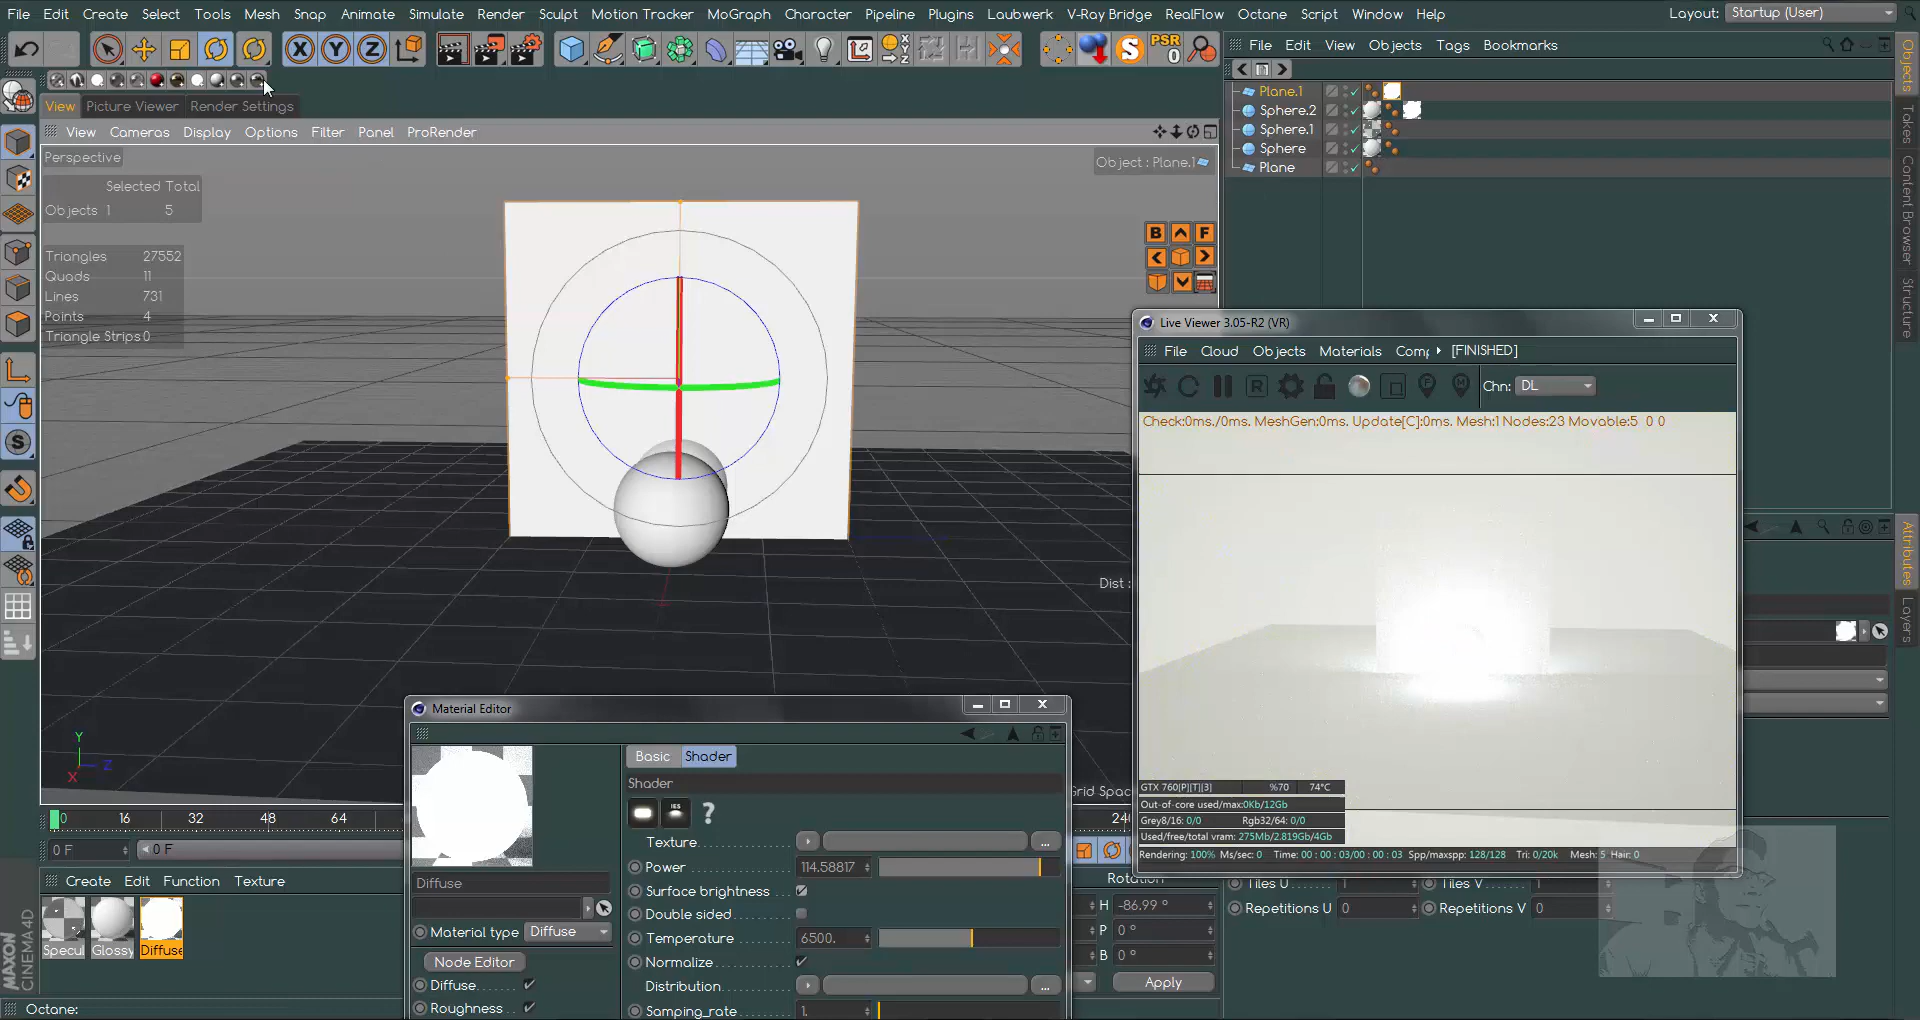 File Edit Create Select Tools Mesh Snap Animate Simulate Render Sculpt Motion Tracker MoGraph Character Pipeline Plugins Laubwerk V-Ray Bridge RealFlow Octane Script Window Help Layout: Startup (User)
X Y Z S PSR 0
File Edit View Objects Tags Bookmarks
View Picture Viewer Render Settings
View Cameras Display Options Filter Panel ProRender
Perspective
Object : Plane.1
Selected Total
Objects 1 5
Triangles 27552
Quads 11
Lines 731
Points 4
Triangle Strips 0
B F
Dist :
Grid Spac
Y
X Z
Plane.1
Sphere.2
Sphere.1
Sphere
Plane
Objects
Takes
Content Browser
Structure
Attributes
Layers
Live Viewer 3.05-R2 (VR)
File Cloud Objects Materials Comp [FINISHED]
R Chn: DL
Check:0ms./0ms. MeshGen:0ms. Update[C]:0ms. Mesh:1 Nodes:23 Movable:5 0 0
GTX 760[P][T][3] %70 74°C
Out-of-core used/max:0Kb/12Gb
Grey8/16: 0/0 Rgb32/64: 0/0
Used/free/total vram: 275Mb/2.819Gb/4Gb
Rendering: 100% Ms/sec: 0 Time: 00 : 00 : 03/00 : 00 : 03 Spp/maxspp: 128/128 Tri: 0/20k Mesh: 5 Hair: 0
Tiles U 1 Tiles V 1
Repetitions U 0 Repetitions V 0
Material Editor
Basic Shader
Shader
IES ?
Texture ...
Power 114.58817
Surface brightness
Double sided
Temperature 6500.
Normalize
Distribution ...
Samping_rate 1.
Diffuse
Material type Diffuse
Node Editor
Diffuse
Roughness
0 16 32 48 64 240
0 F 0 F
Create Edit Function Texture
Specul Glossy Diffuse
MAXON CINEMA4D
Octane:
Rotation
H -86.99 °
P 0 °
B 0 °
Apply